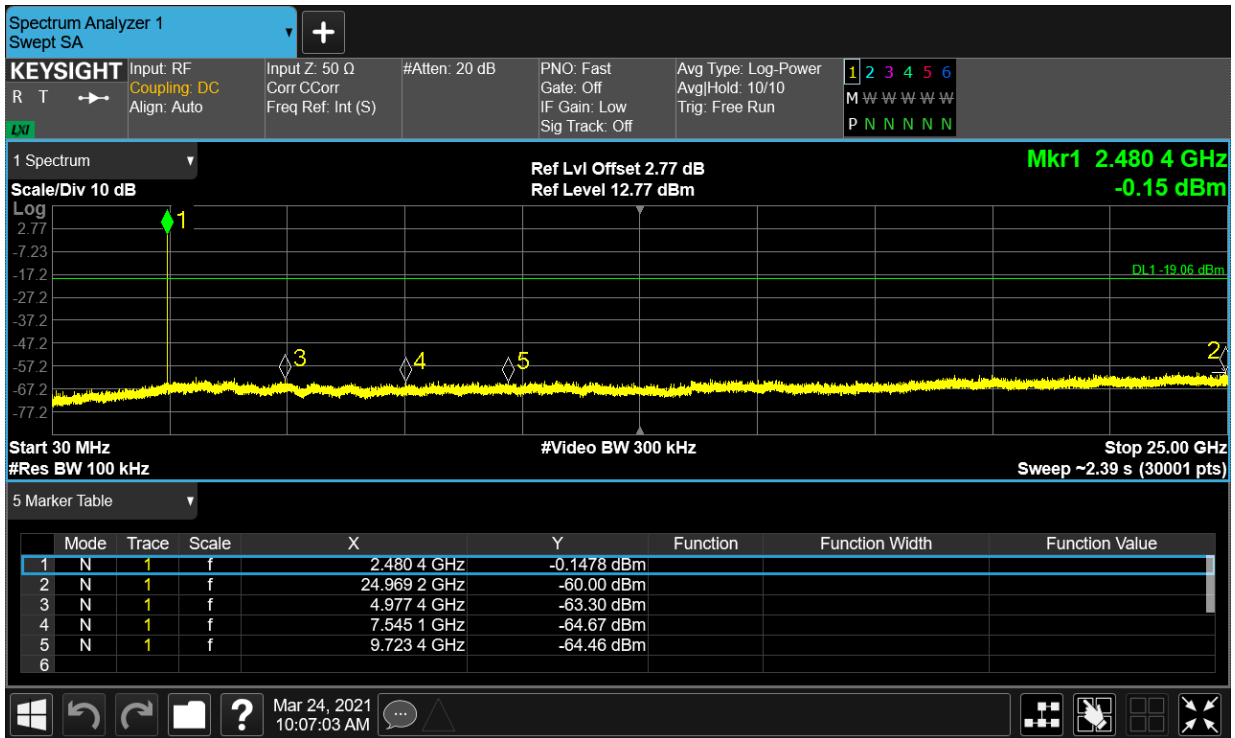 Spectrum Analyzer 1
Swept SA
KEYSIGHT
R T
LXI
Input: RF
Coupling: DC
Align: Auto
Input Z: 50 Ω
Corr CCorr
Freq Ref: Int (S)
#Atten: 20 dB
PNO: Fast
Gate: Off
IF Gain: Low
Sig Track: Off
Avg Type: Log-Power
Avg|Hold: 10/10
Trig: Free Run
1 2 3 4 5 6
M W W W W W
P N N N N N
1 Spectrum
Scale/Div 10 dB
Ref Lvl Offset 2.77 dB
Ref Level 12.77 dBm
Mkr1 2.480 4 GHz
-0.15 dBm
Log
2.77
-7.23
-17.2
-27.2
-37.2
-47.2
-57.2
-67.2
-77.2
1
DL1 -19.06 dBm
3
4
5
2
Start 30 MHz
#Video BW 300 kHz
Stop 25.00 GHz
#Res BW 100 kHz
Sweep ~2.39 s (30001 pts)
5 Marker Table
Mode Trace Scale X Y Function Function Width Function Value
1 N 1 f 2.480 4 GHz -0.1478 dBm
2 N 1 f 24.969 2 GHz -60.00 dBm
3 N 1 f 4.977 4 GHz -63.30 dBm
4 N 1 f 7.545 1 GHz -64.67 dBm
5 N 1 f 9.723 4 GHz -64.46 dBm
6
?
Mar 24, 2021
10:07:03 AM